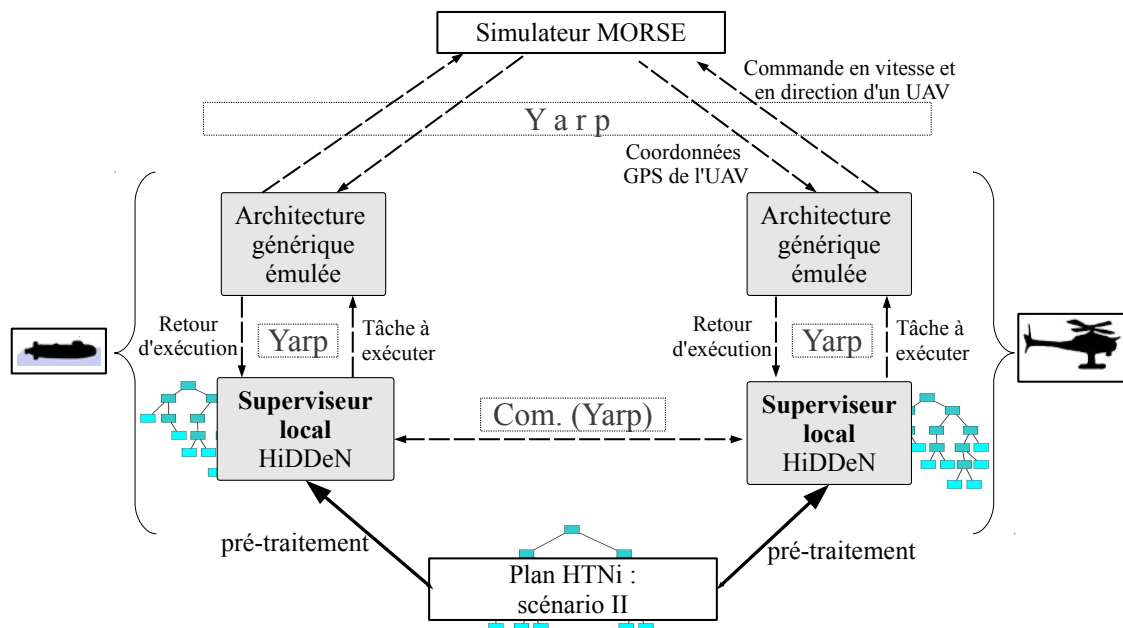 Simulateur MORSE
Commande en vitesse et
en direction d'un UAV
Yarp
Coordonnées
GPS de l'UAV
Architecture
générique
émulée
Architecture
générique
émulée
Retour
d'exécution
Yarp
Tâche à
exécuter
Retour
d'exécution
Yarp
Tâche à
exécuter
Superviseur
local
HiDDeN
Com. (Yarp)
Superviseur
local
HiDDeN
pré-traitement
pré-traitement
Plan HTNi :
scénario II